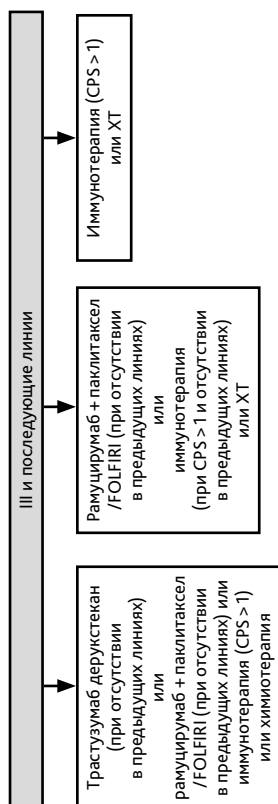 III и последующие линии
Трастузумаб дерукстекан
(при отсутствии
в предыдущих линиях)
или
рамуцирумаб + паклитаксел
/FOLFIRI (при отсутствии
в предыдущих линиях) или
иммунотерапия (CPS > 1)
или химиотерапия
Рамуцирумаб + паклитаксел
/FOLFIRI (при отсутствии
в предыдущих линиях)
или
иммунотерапия
(при CPS > 1 и отсутствии
в предыдущих линиях)
или ХТ
Иммунотерапия (CPS > 1)
или ХТ